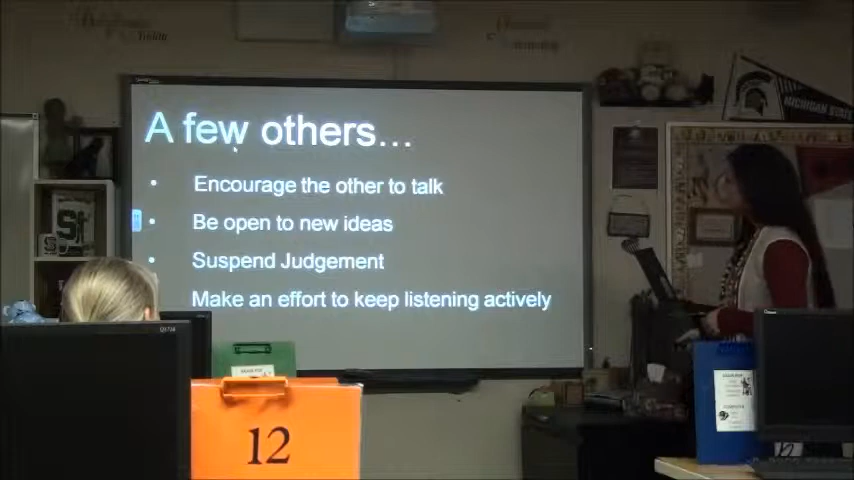 A few others...
• Encourage the other to talk
• Be open to new ideas
• Suspend Judgement
Make an effort to keep listening actively
MICHIGAN STATE
S
12